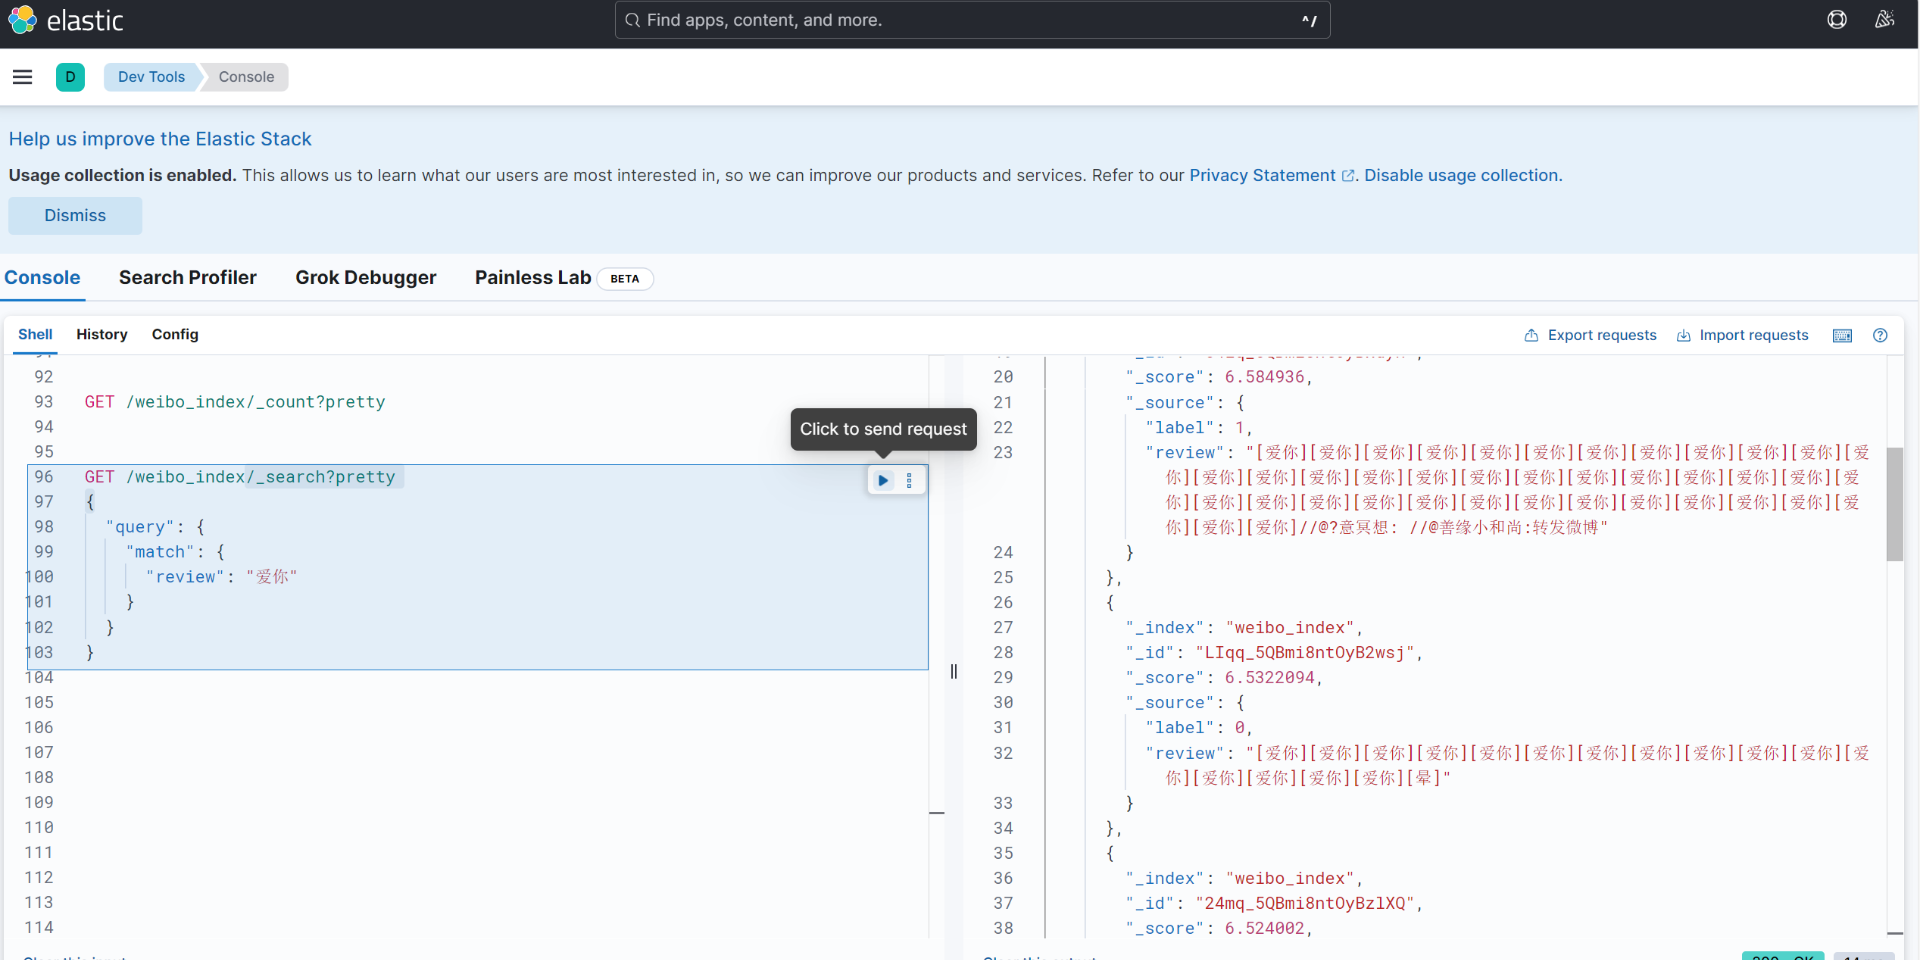 elastic
Find apps, content, and more.
^/
D
Dev Tools
Console
Help us improve the Elastic Stack
Usage collection is enabled. This allows us to learn what our users are most interested in, so we can improve our products and services. Refer to our Privacy Statement. Disable usage collection.
Dismiss
Console
Search Profiler
Grok Debugger
Painless Lab
BETA
Shell
History
Config
Export requests
Import requests
92
93 GET /weibo_index/_count?pretty
94
95
Click to send request
96 GET /weibo_index/_search?pretty
97 {
98 "query": {
99 "match": {
100 "review": "爱你"
101 }
102 }
103 }
104
105
106
107
108
109
110
111
112
113
114
20 "_score": 6.584936,
21 "_source": {
22 "label": 1,
23 "review": "[爱你][爱你][爱你][爱你][爱你][爱你][爱你][爱你][爱你][爱你][爱你][爱
你][爱你][爱你][爱你][爱你][爱你][爱你][爱你][爱你][爱你][爱你][爱你][爱你][爱
你][爱你][爱你][爱你][爱你][爱你][爱你][爱你][爱你][爱你][爱你][爱你][爱你][爱
你][爱你][爱你]//@?意冥想: //@善缘小和尚:转发微博"
24 }
25 },
26 {
27 "_index": "weibo_index",
28 "_id": "LIqq_5QBmi8ntOyB2wsj",
29 "_score": 6.5322094,
30 "_source": {
31 "label": 0,
32 "review": "[爱你][爱你][爱你][爱你][爱你][爱你][爱你][爱你][爱你][爱你][爱你][爱
你][爱你][爱你][爱你][爱你][晕]"
33 }
34 },
35 {
36 "_index": "weibo_index",
37 "_id": "24mq_5QBmi8ntOyBzlXQ",
38 "_score": 6.524002,